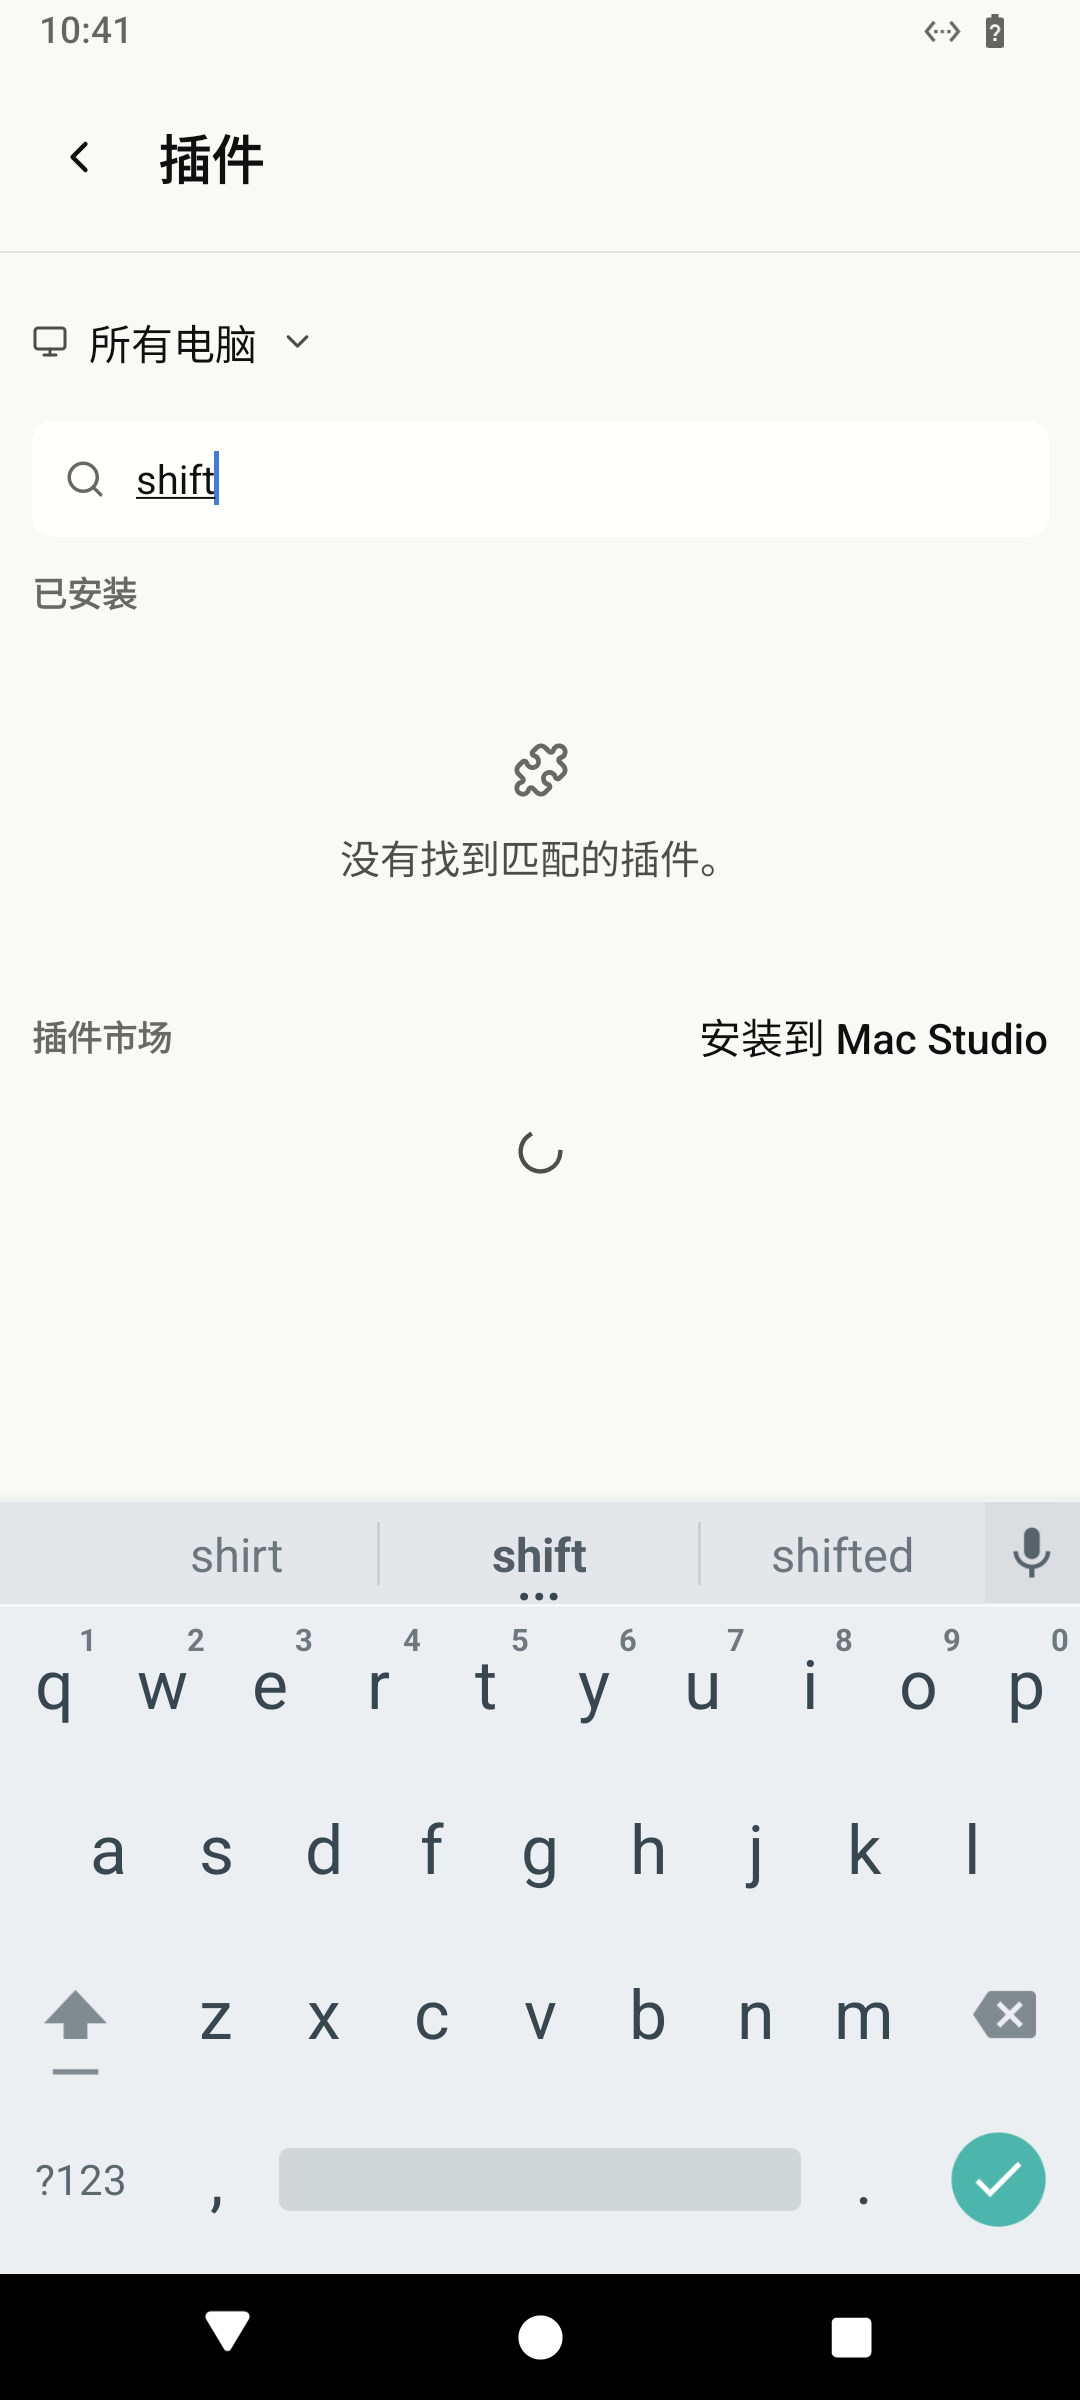 10:41
插件
所有电脑
shift
已安装
没有找到匹配的插件。
插件市场
安装到 Mac Studio
shirt
shift
shifted
1 2 3 4 5 6 7 8 9 0
q w e r t y u i o p
a s d f g h j k l
z x c v b n m
?123 , .